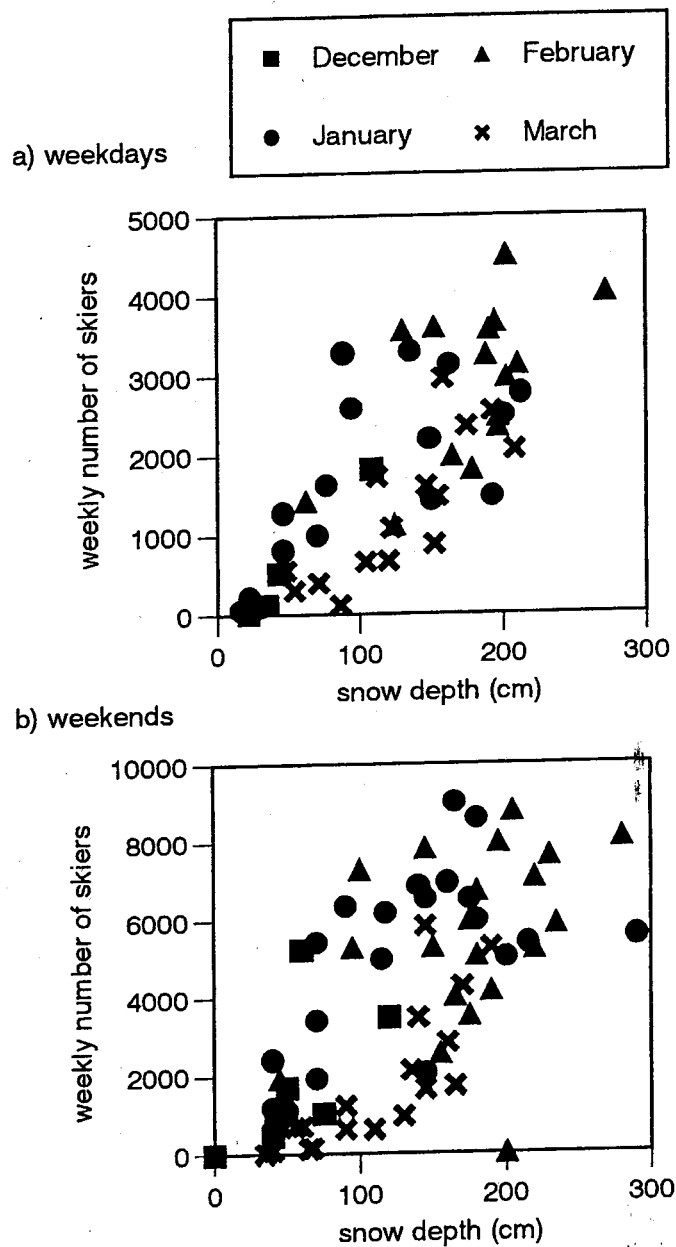 December February
January March
a) weekdays
5000
4000
3000
2000
1000
0
weekly number of skiers
0 100 200 300
snow depth (cm)
b) weekends
10000
8000
6000
4000
2000
0
weekly number of skiers
0 100 200 300
snow depth (cm)